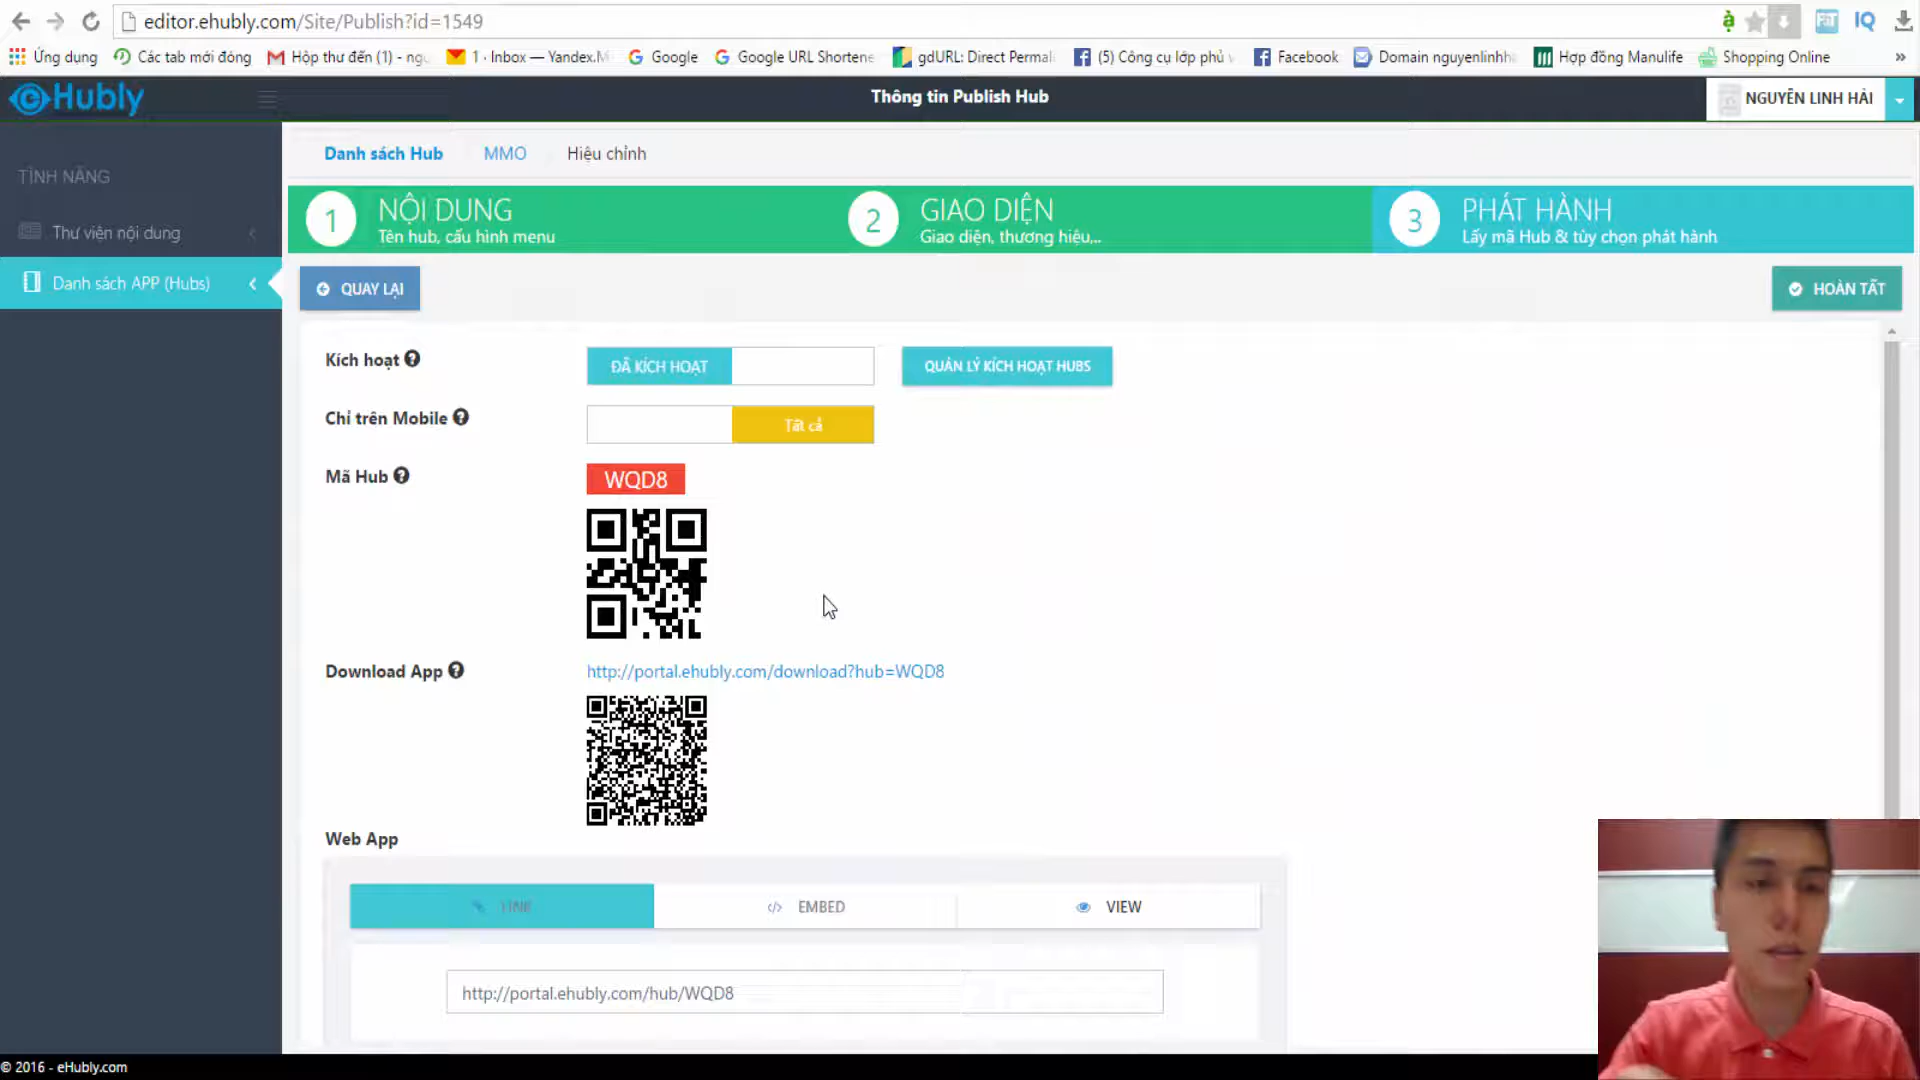 editor.ehubly.com/Site/Publish?id=1549
IQ
Ứng dụng
Các tab mới đóng
Hộp thư đến (1) - ngu
1 · Inbox — Yandex.M
Google
Google URL Shortene
gdURL: Direct Permal
(5) Công cụ lớp phủ v
Facebook
Domain nguyenlinhha
Hợp đồng Manulife
Shopping Online
»
eHubly
Thông tin Publish Hub
NGUYỄN LINH HẢI
TÍNH NĂNG
Thư viện nội dung
Danh sách APP (Hubs)
Danh sách Hub
MMO
Hiệu chỉnh
1
NỘI DUNG
Tên hub, cấu hình menu
2
GIAO DIỆN
Giao diện, thương hiệu,..
3
PHÁT HÀNH
Lấy mã Hub & tùy chọn phát hành
QUAY LẠI
HOÀN TẤT
Kích hoạt
ĐÃ KÍCH HOẠT
QUẢN LÝ KÍCH HOẠT HUBS
Chỉ trên Mobile
Tất cả
Mã Hub
WQD8
Download App
http://portal.ehubly.com/download?hub=WQD8
Web App
LINK
</> EMBED
VIEW
http://portal.ehubly.com/hub/WQD8
© 2016 - eHubly.com